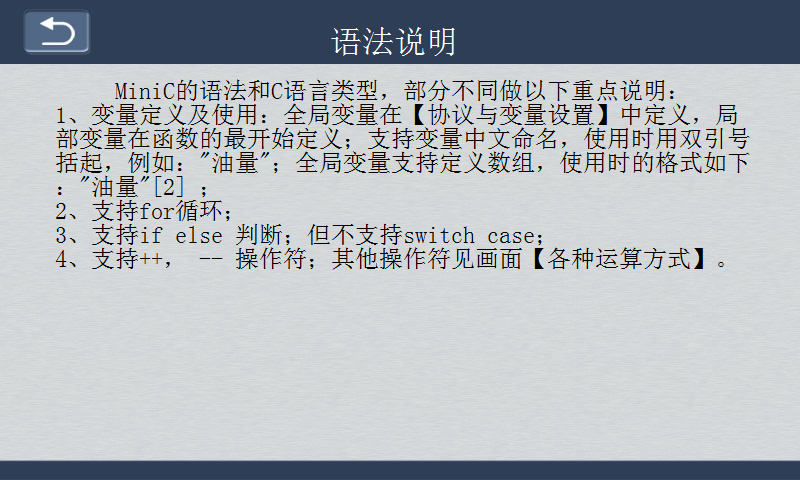 语法说明
MiniC的语法和C语言类型，部分不同做以下重点说明：
1、变量定义及使用：全局变量在【协议与变量设置】中定义，局
部变量在函数的最开始定义；支持变量中文命名，使用时用双引号
括起，例如："油量"；全局变量支持定义数组，使用时的格式如下
："油量"[2] ；
2、支持for循环；
3、支持if else 判断；但不支持switch case；
4、支持++， -- 操作符；其他操作符见画面【各种运算方式】。